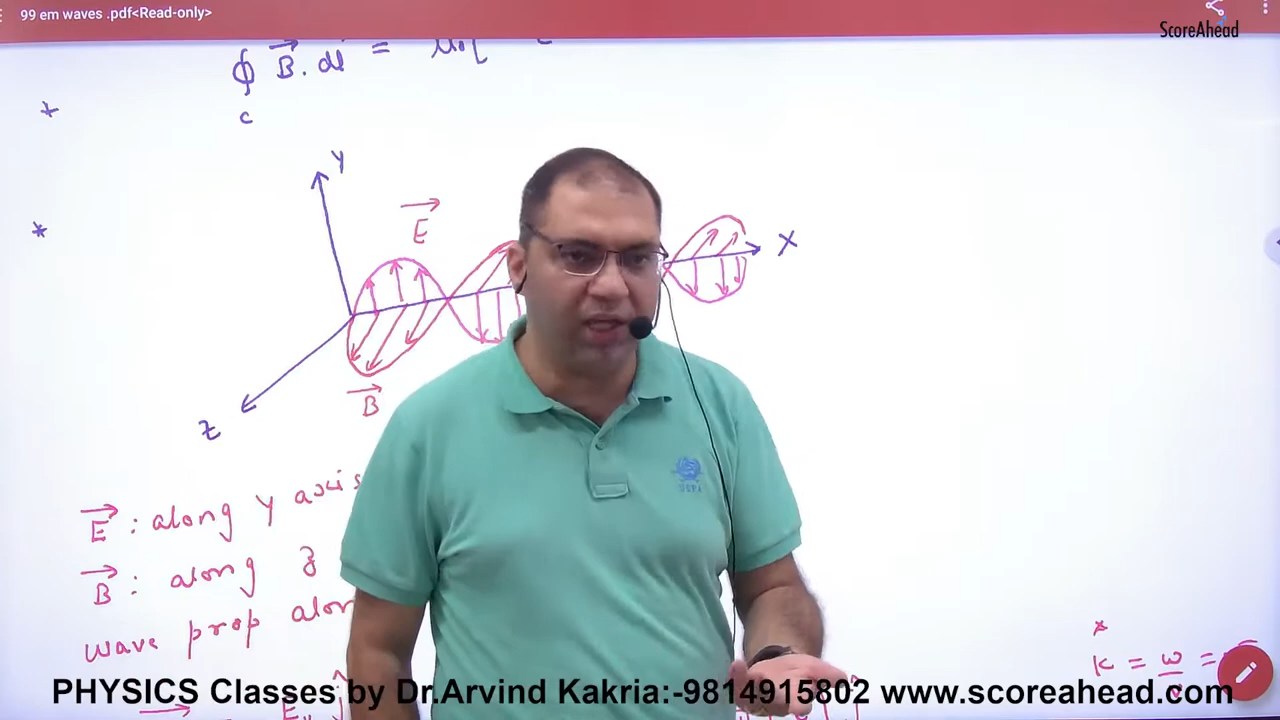 99 em waves .pdf<Read-only>
ScoreAhead
∮ B⃗ . dl =
c
*
Y
*
E⃗
X
B⃗
Z
E⃗ : along Y axis
B⃗ : along z
wave prop along
*
K = ω =
PHYSICS Classes by Dr.Arvind Kakria:-9814915802 www.scoreahead.com
USPA